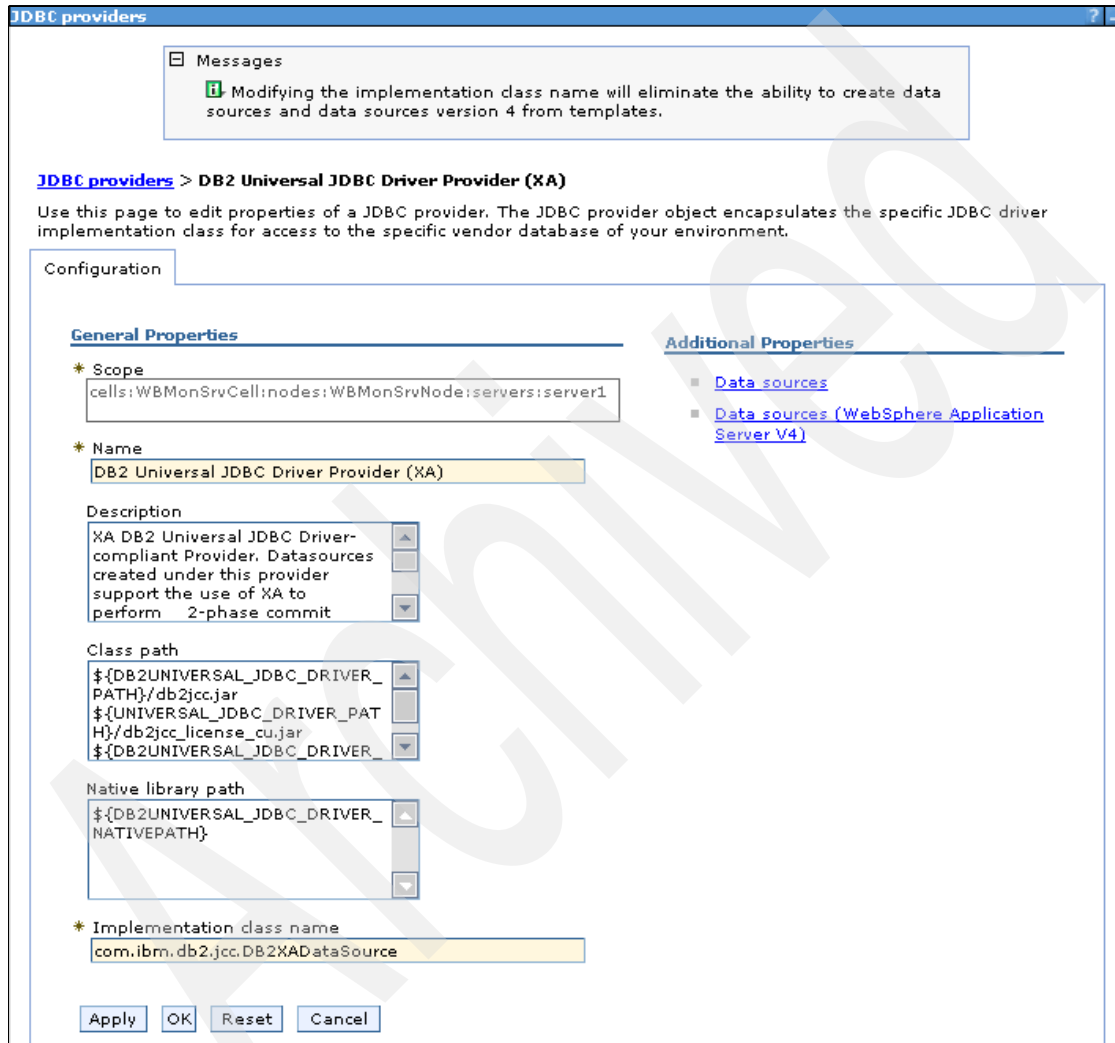 JDBC providers
?
Messages
Modifying the implementation class name will eliminate the ability to create data
sources and data sources version 4 from templates.
JDBC providers > DB2 Universal JDBC Driver Provider (XA)
Use this page to edit properties of a JDBC provider. The JDBC provider object encapsulates the specific JDBC driver
implementation class for access to the specific vendor database of your environment.
Configuration
General Properties
* Scope
cells:WBMonSrvCell:nodes:WBMonSrvNode:servers:server1
* Name
DB2 Universal JDBC Driver Provider (XA)
Description
XA DB2 Universal JDBC Driver-
compliant Provider. Datasources
created under this provider
support the use of XA to
perform 2-phase commit
Class path
${DB2UNIVERSAL_JDBC_DRIVER_
PATH}/db2jcc.jar
${UNIVERSAL_JDBC_DRIVER_PAT
H}/db2jcc_license_cu.jar
${DB2UNIVERSAL_JDBC_DRIVER_
Native library path
${DB2UNIVERSAL_JDBC_DRIVER_
NATIVEPATH}
* Implementation class name
com.ibm.db2.jcc.DB2XADataSource
Apply OK Reset Cancel
Additional Properties
Data sources
Data sources (WebSphere Application
Server V4)
Archived